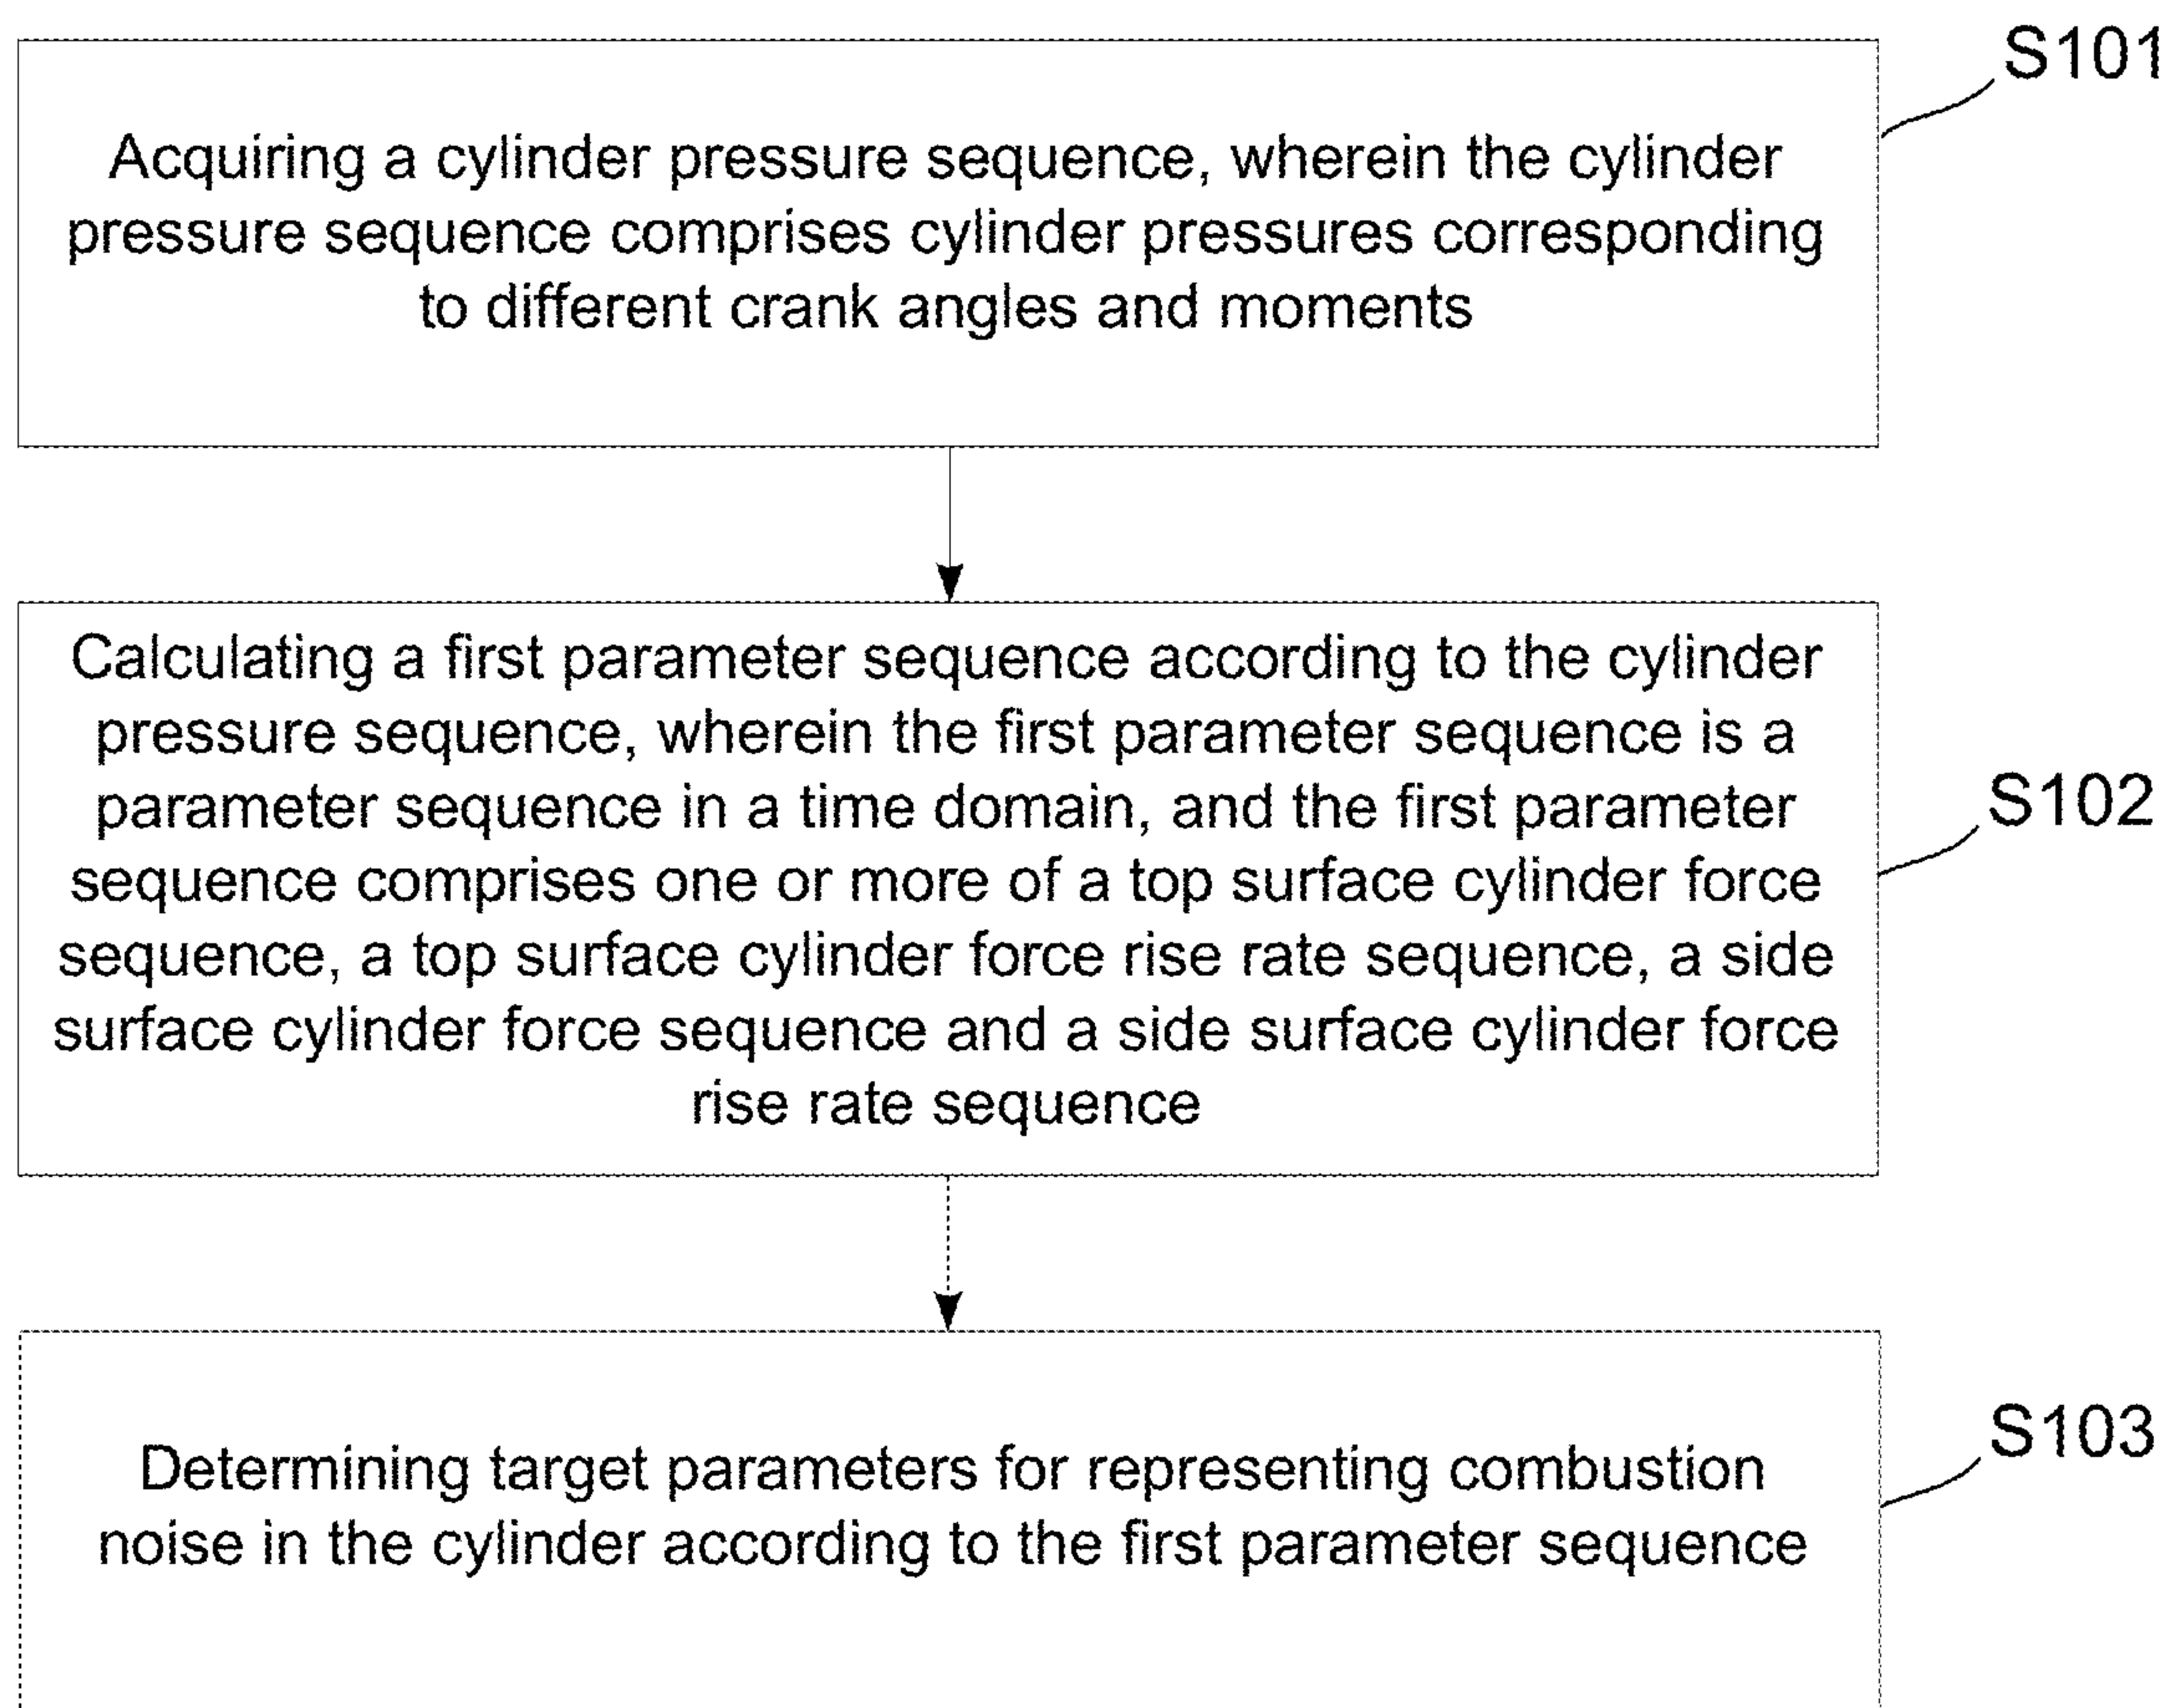 S101
Acquiring a cylinder pressure sequence, wherein the cylinder
pressure sequence comprises cylinder pressures corresponding
to different crank angles and moments
Calculating a first parameter sequence according to the cylinder
pressure sequence, wherein the first parameter sequence is a
parameter sequence in a time domain, and the first parameter
sequence comprises one or more of a top surface cylinder force
sequence, a top surface cylinder force rise rate sequence, a side
surface cylinder force sequence and a side surface cylinder force
rise rate sequence
S102
Determining target parameters for representing combustion
noise in the cylinder according to the first parameter sequence
S103